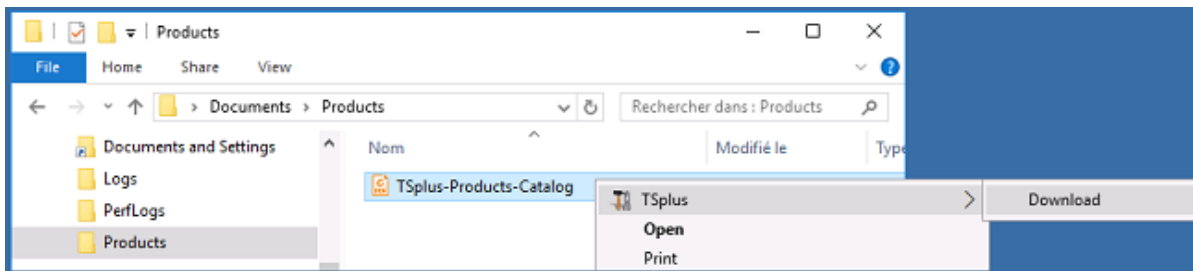 Products
File Home Share View
Documents > Products Rechercher dans : Products
Documents and Settings Nom Modifié le Type
Logs TSplus-Products-Catalog TSplus Download
PerfLogs Open
Products Print